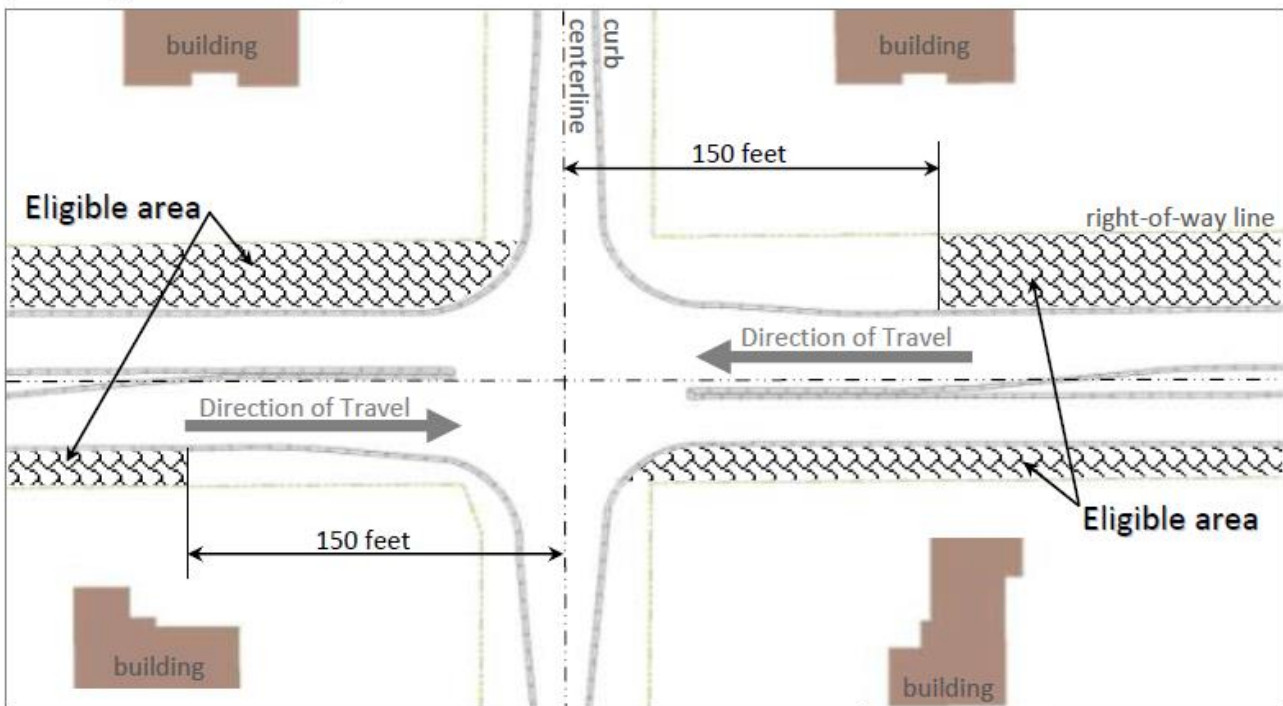 building
centerline
curb
building
150 feet
Eligible area
right-of-way line
Direction of Travel
Direction of Travel
Eligible area
150 feet
building
building